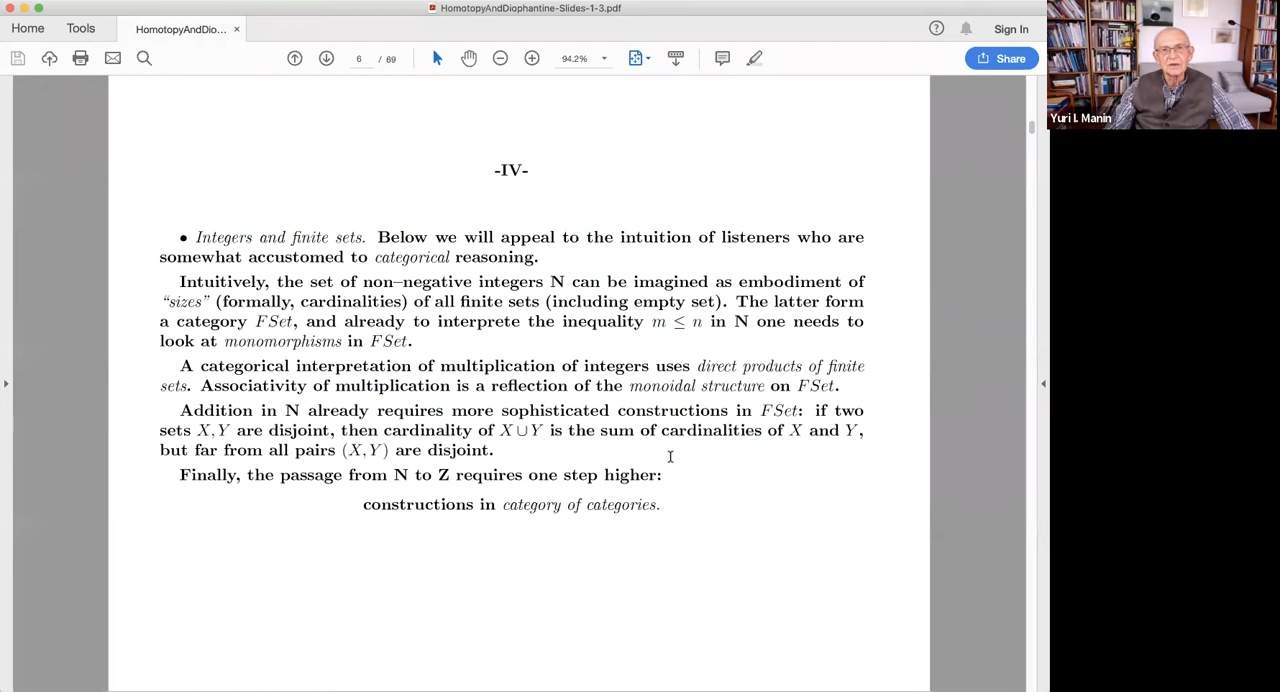 HomotopyAndDiophantine-Slides-1-3.pdf
Home Tools HomotopyAndDio... × Sign In
6 / 69 94.2% Share
Yuri I. Manin
-IV-
• Integers and finite sets. Below we will appeal to the intuition of listeners who are
somewhat accustomed to categorical reasoning.
Intuitively, the set of non–negative integers N can be imagined as embodiment of
“sizes” (formally, cardinalities) of all finite sets (including empty set). The latter form
a category FSet, and already to interprete the inequality m ≤ n in N one needs to
look at monomorphisms in FSet.
A categorical interpretation of multiplication of integers uses direct products of finite
sets. Associativity of multiplication is a reflection of the monoidal structure on FSet.
Addition in N already requires more sophisticated constructions in FSet: if two
sets X, Y are disjoint, then cardinality of X ∪ Y is the sum of cardinalities of X and Y,
but far from all pairs (X, Y) are disjoint.
Finally, the passage from N to Z requires one step higher:
constructions in category of categories.